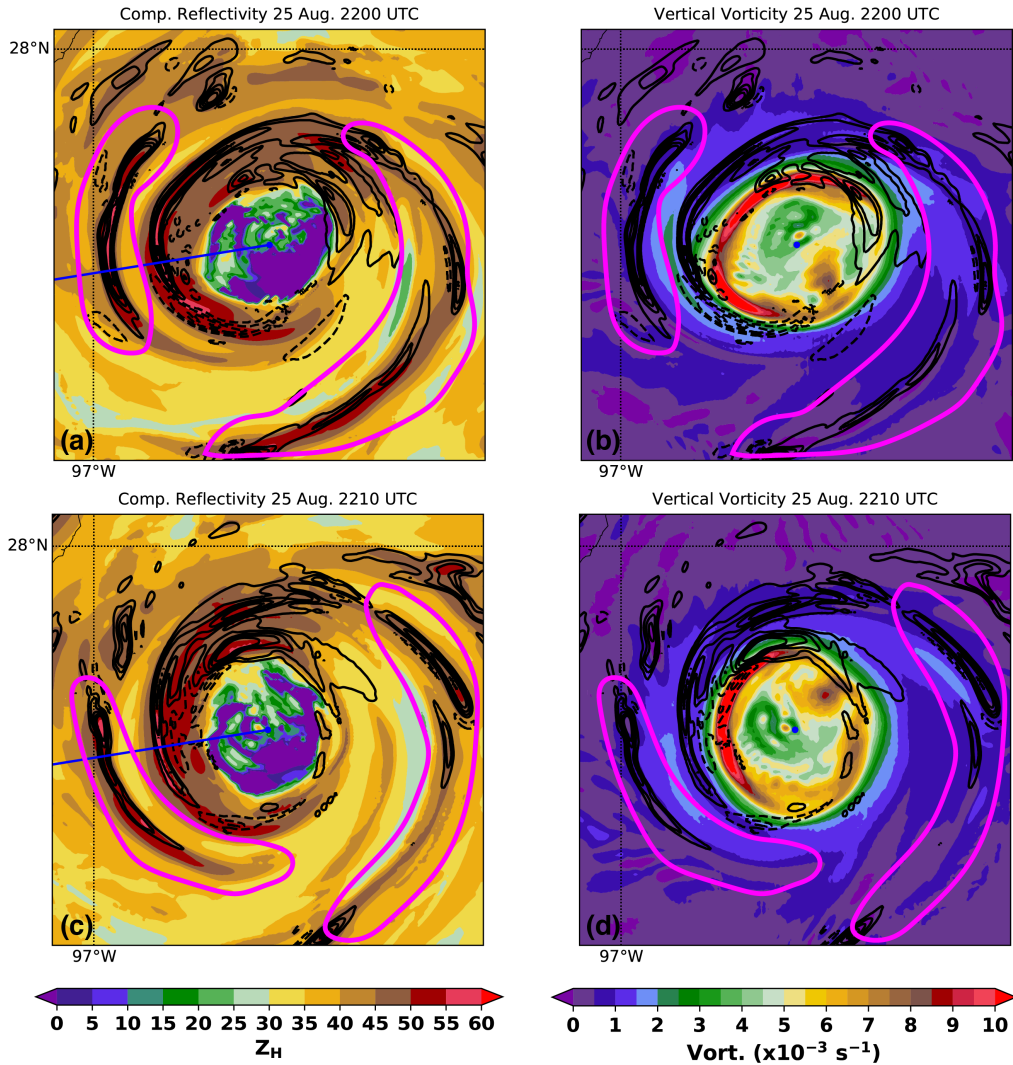 Comp. Reflectivity 25 Aug. 2200 UTC
Vertical Vorticity 25 Aug. 2200 UTC
28°N
(a)
(b)
97°W
97°W
Comp. Reflectivity 25 Aug. 2210 UTC
Vertical Vorticity 25 Aug. 2210 UTC
28°N
(c)
(d)
97°W
97°W
0 5 10 15 20 25 30 35 40 45 50 55 60
0 1 2 3 4 5 6 7 8 9 10
Z_H
Vort. (x10⁻³ s⁻¹)